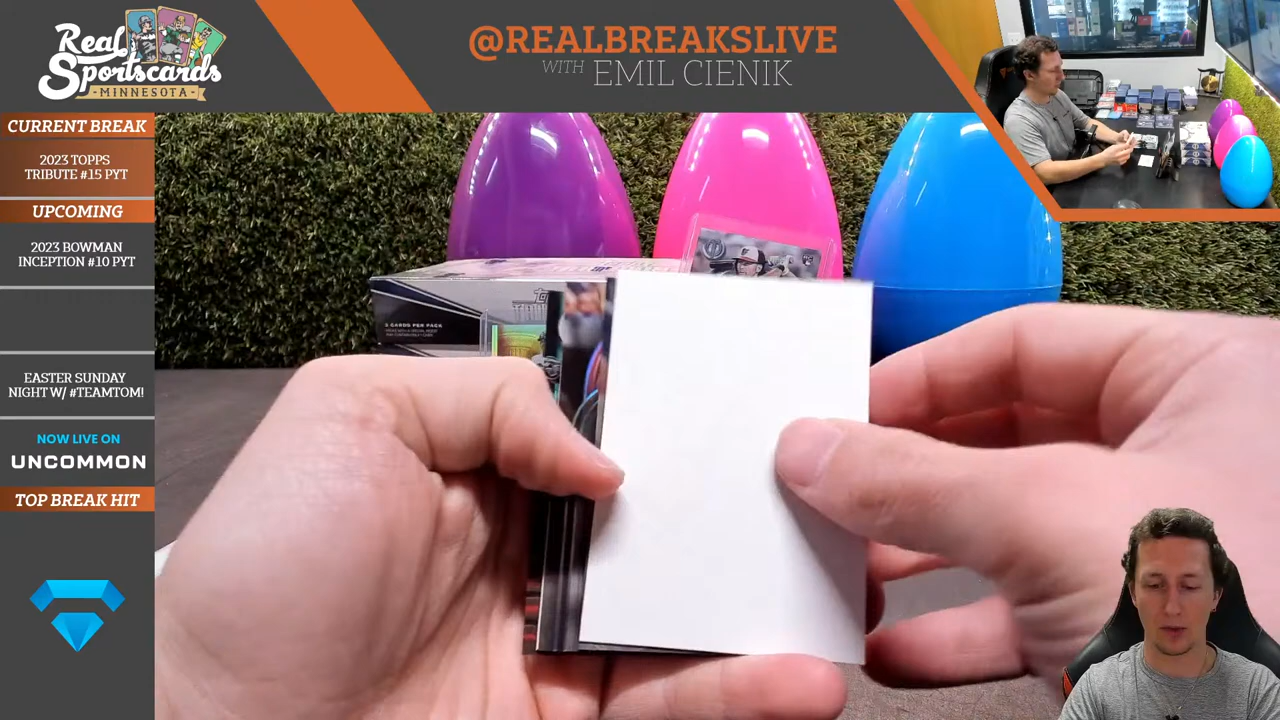 Real
Sportscards
MINNESOTA
@REALBREAKSLIVE
WITH EMIL CIENIK
CURRENT BREAK
2023 TOPPS
TRIBUTE #15 PYT
UPCOMING
2023 BOWMAN
INCEPTION #10 PYT
EASTER SUNDAY
NIGHT W/ #TEAMTOM!
NOW LIVE ON
UNCOMMON
TOP BREAK HIT
3 CARDS PER PACK
RC